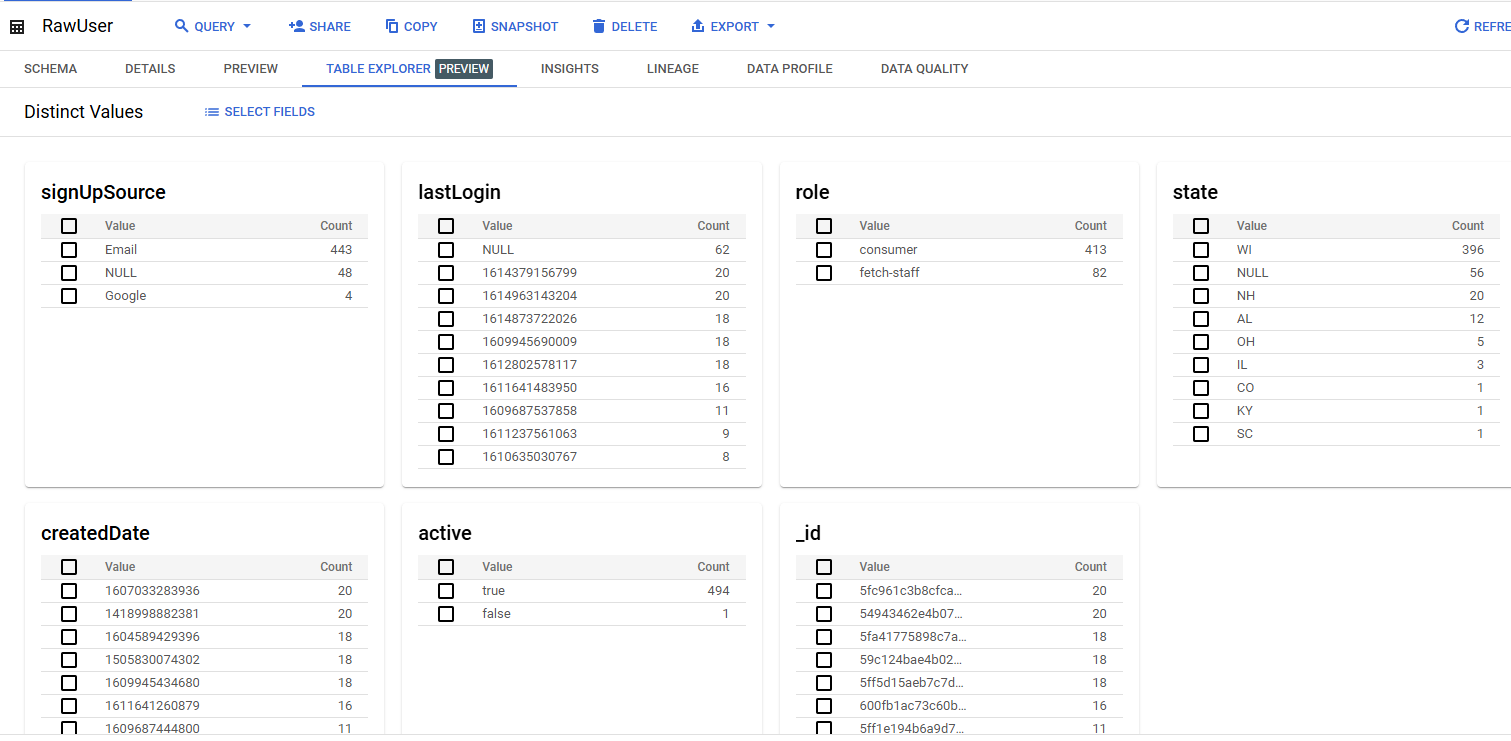 RawUser QUERY SHARE COPY SNAPSHOT DELETE EXPORT REFRE
SCHEMA DETAILS PREVIEW TABLE EXPLORER PREVIEW INSIGHTS LINEAGE DATA PROFILE DATA QUALITY
Distinct Values SELECT FIELDS
signUpSource
Value Count
Email 443
NULL 48
Google 4
lastLogin
Value Count
NULL 62
1614379156799 20
1614963143204 20
1614873722026 18
1609945690009 18
1612802578117 18
1611641483950 16
1609687537858 11
1611237561063 9
1610635030767 8
role
Value Count
consumer 413
fetch-staff 82
state
Value Count
WI 396
NULL 56
NH 20
AL 12
OH 5
IL 3
CO 1
KY 1
SC 1
createdDate
Value Count
1607033283936 20
1418998882381 20
1604589429396 18
1505830074302 18
1609945434680 18
1611641260879 16
1609687444800 11
active
Value Count
true 494
false 1
_id
Value Count
5fc961c3b8cfca... 20
54943462e4b07... 20
5fa41775898c7a... 18
59c124bae4b02... 18
5ff5d15aeb7c7d... 18
600fb1ac73c60b... 16
5ff1e194b6a9d7... 11